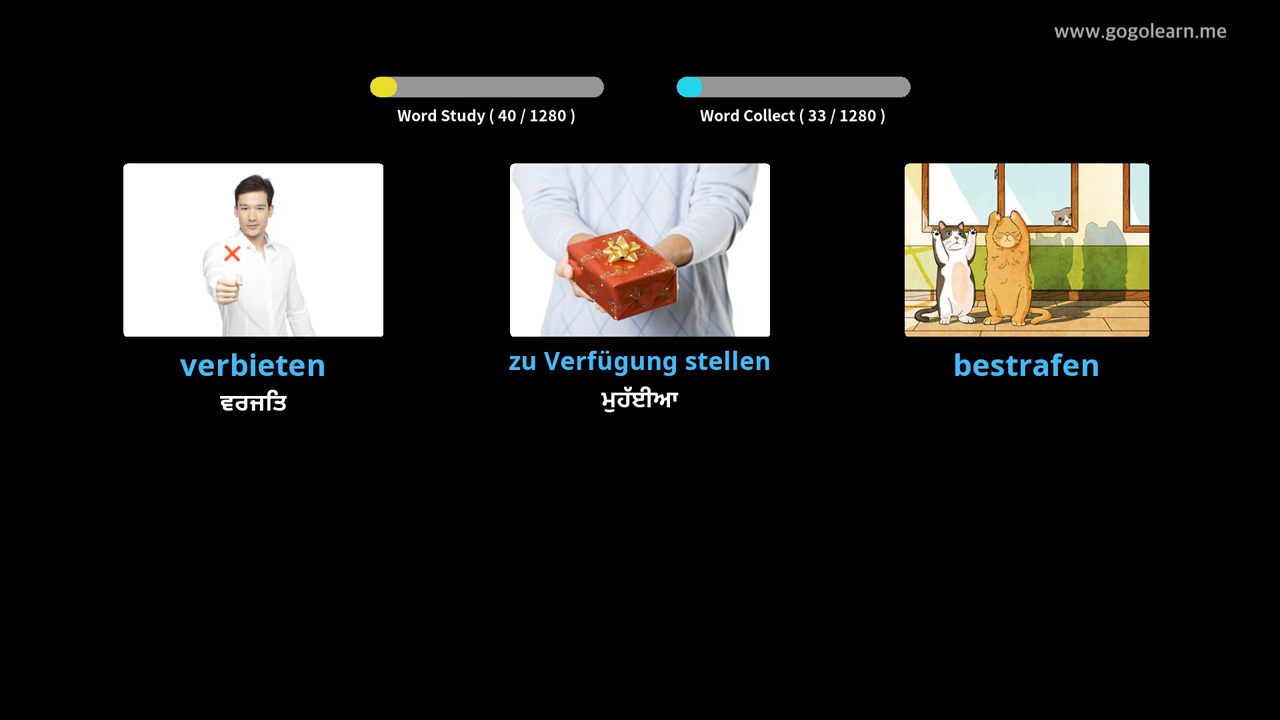 www.gogolearn.me
Word Study ( 40 / 1280 )
Word Collect ( 33 / 1280 )
verbieten
zu Verfügung stellen
bestrafen
ਵਰਜਤਿ
ਮੁਹੱਈਆ